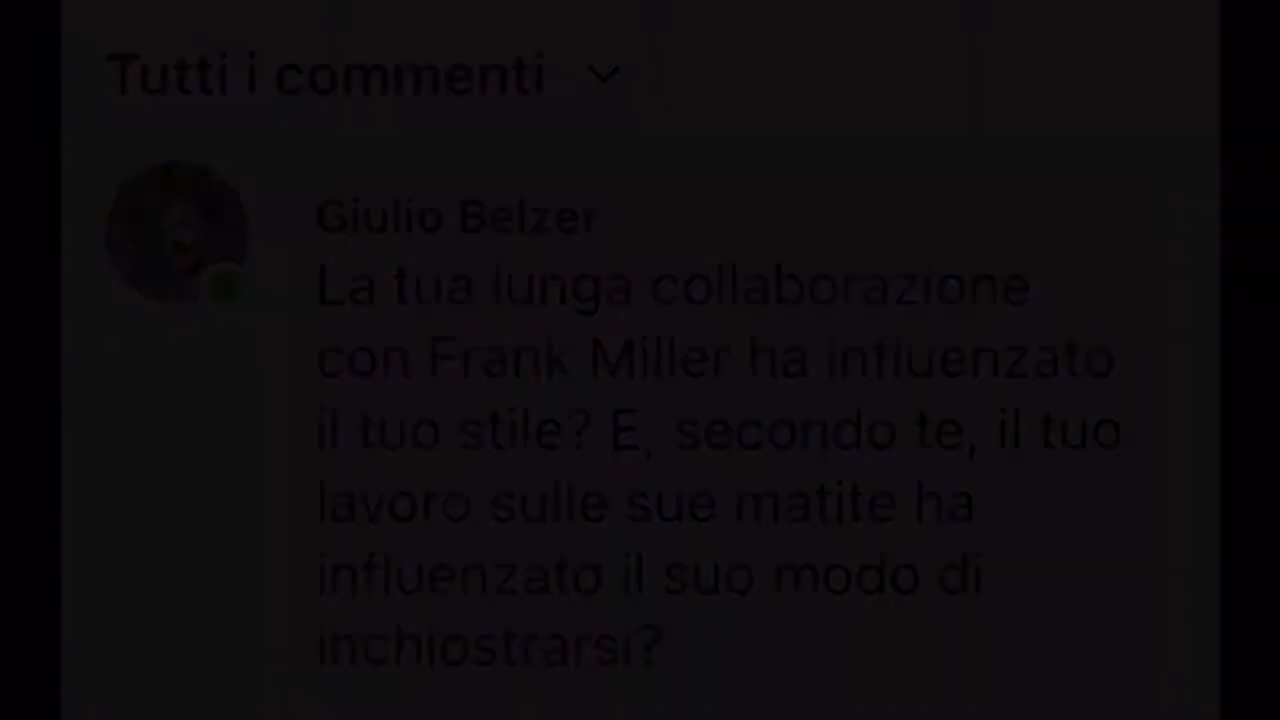 Tutti i commenti
Giulio Belzer
La tua lunga collaborazione
con Frank Miller ha influenzato
il tuo stile? E, secondo te, il tuo
lavoro sulle sue matite ha
influenzato il suo modo di
inchiostrarsi?